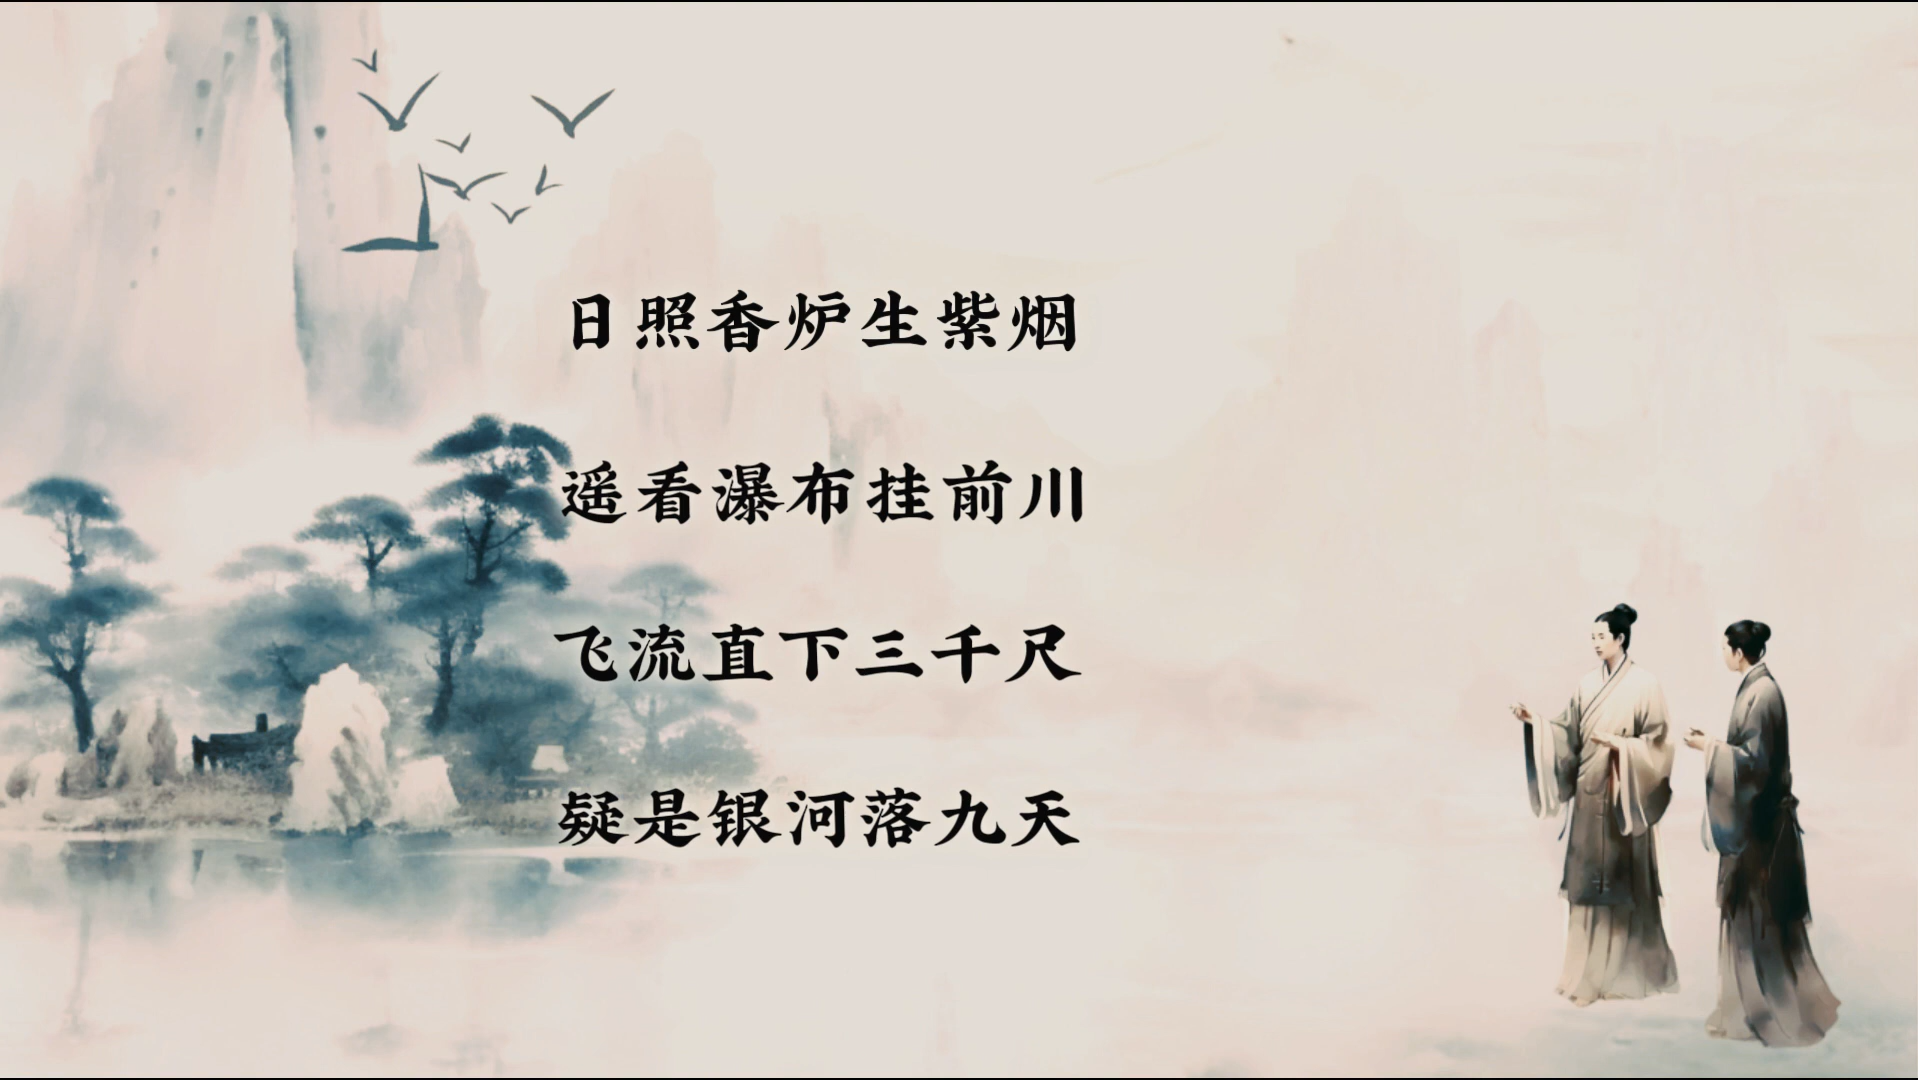 日照香炉生紫烟
遥看瀑布挂前川
飞流直下三千尺
疑是银河落九天